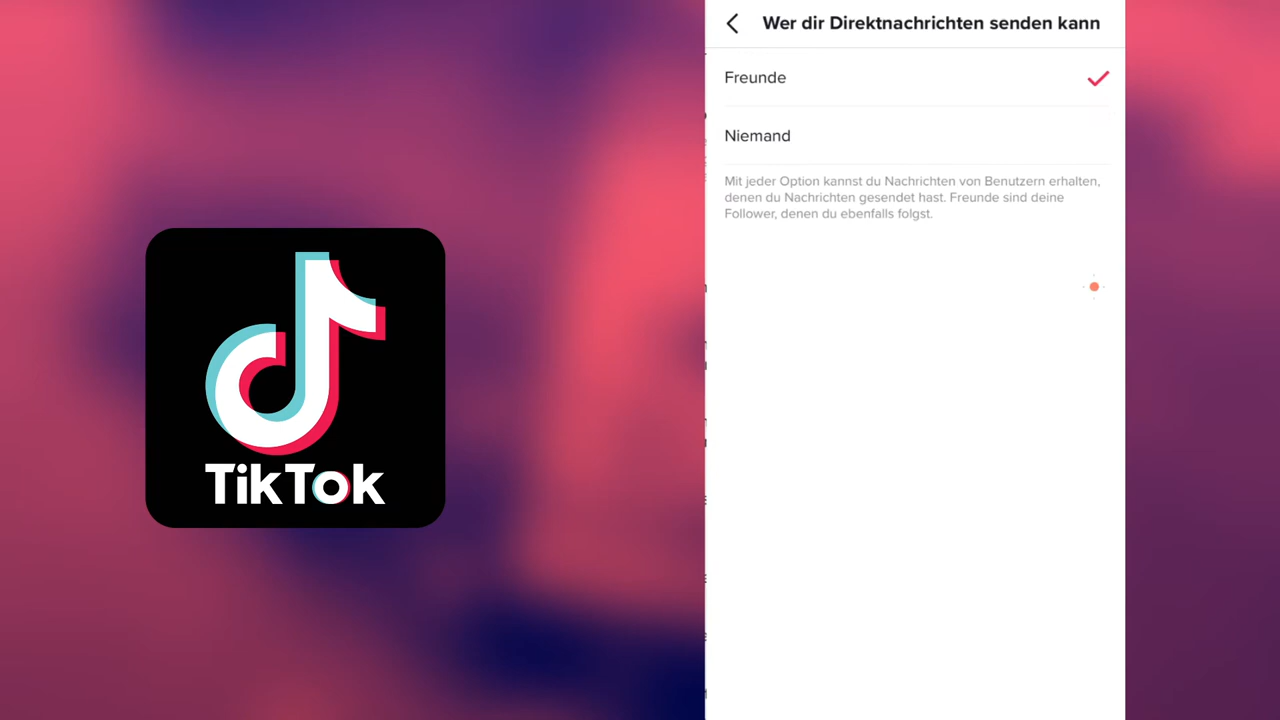 TikTok
Wer dir Direktnachrichten senden kann
Freunde
Niemand
Mit jeder Option kannst du Nachrichten von Benutzern erhalten,
denen du Nachrichten gesendet hast. Freunde sind deine
Follower, denen du ebenfalls folgst.